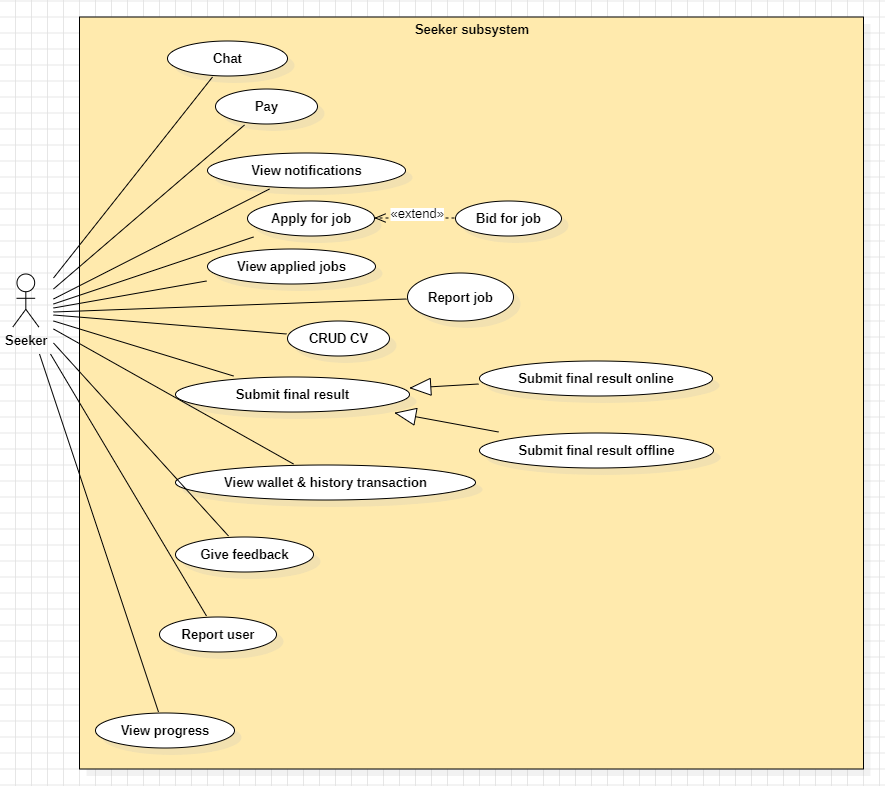 Seeker subsystem
Chat
Pay
View notifications
Apply for job
«extend»
Bid for job
View applied jobs
Report job
Seeker
CRUD CV
Submit final result
Submit final result online
Submit final result offline
View wallet & history transaction
Give feedback
Report user
View progress